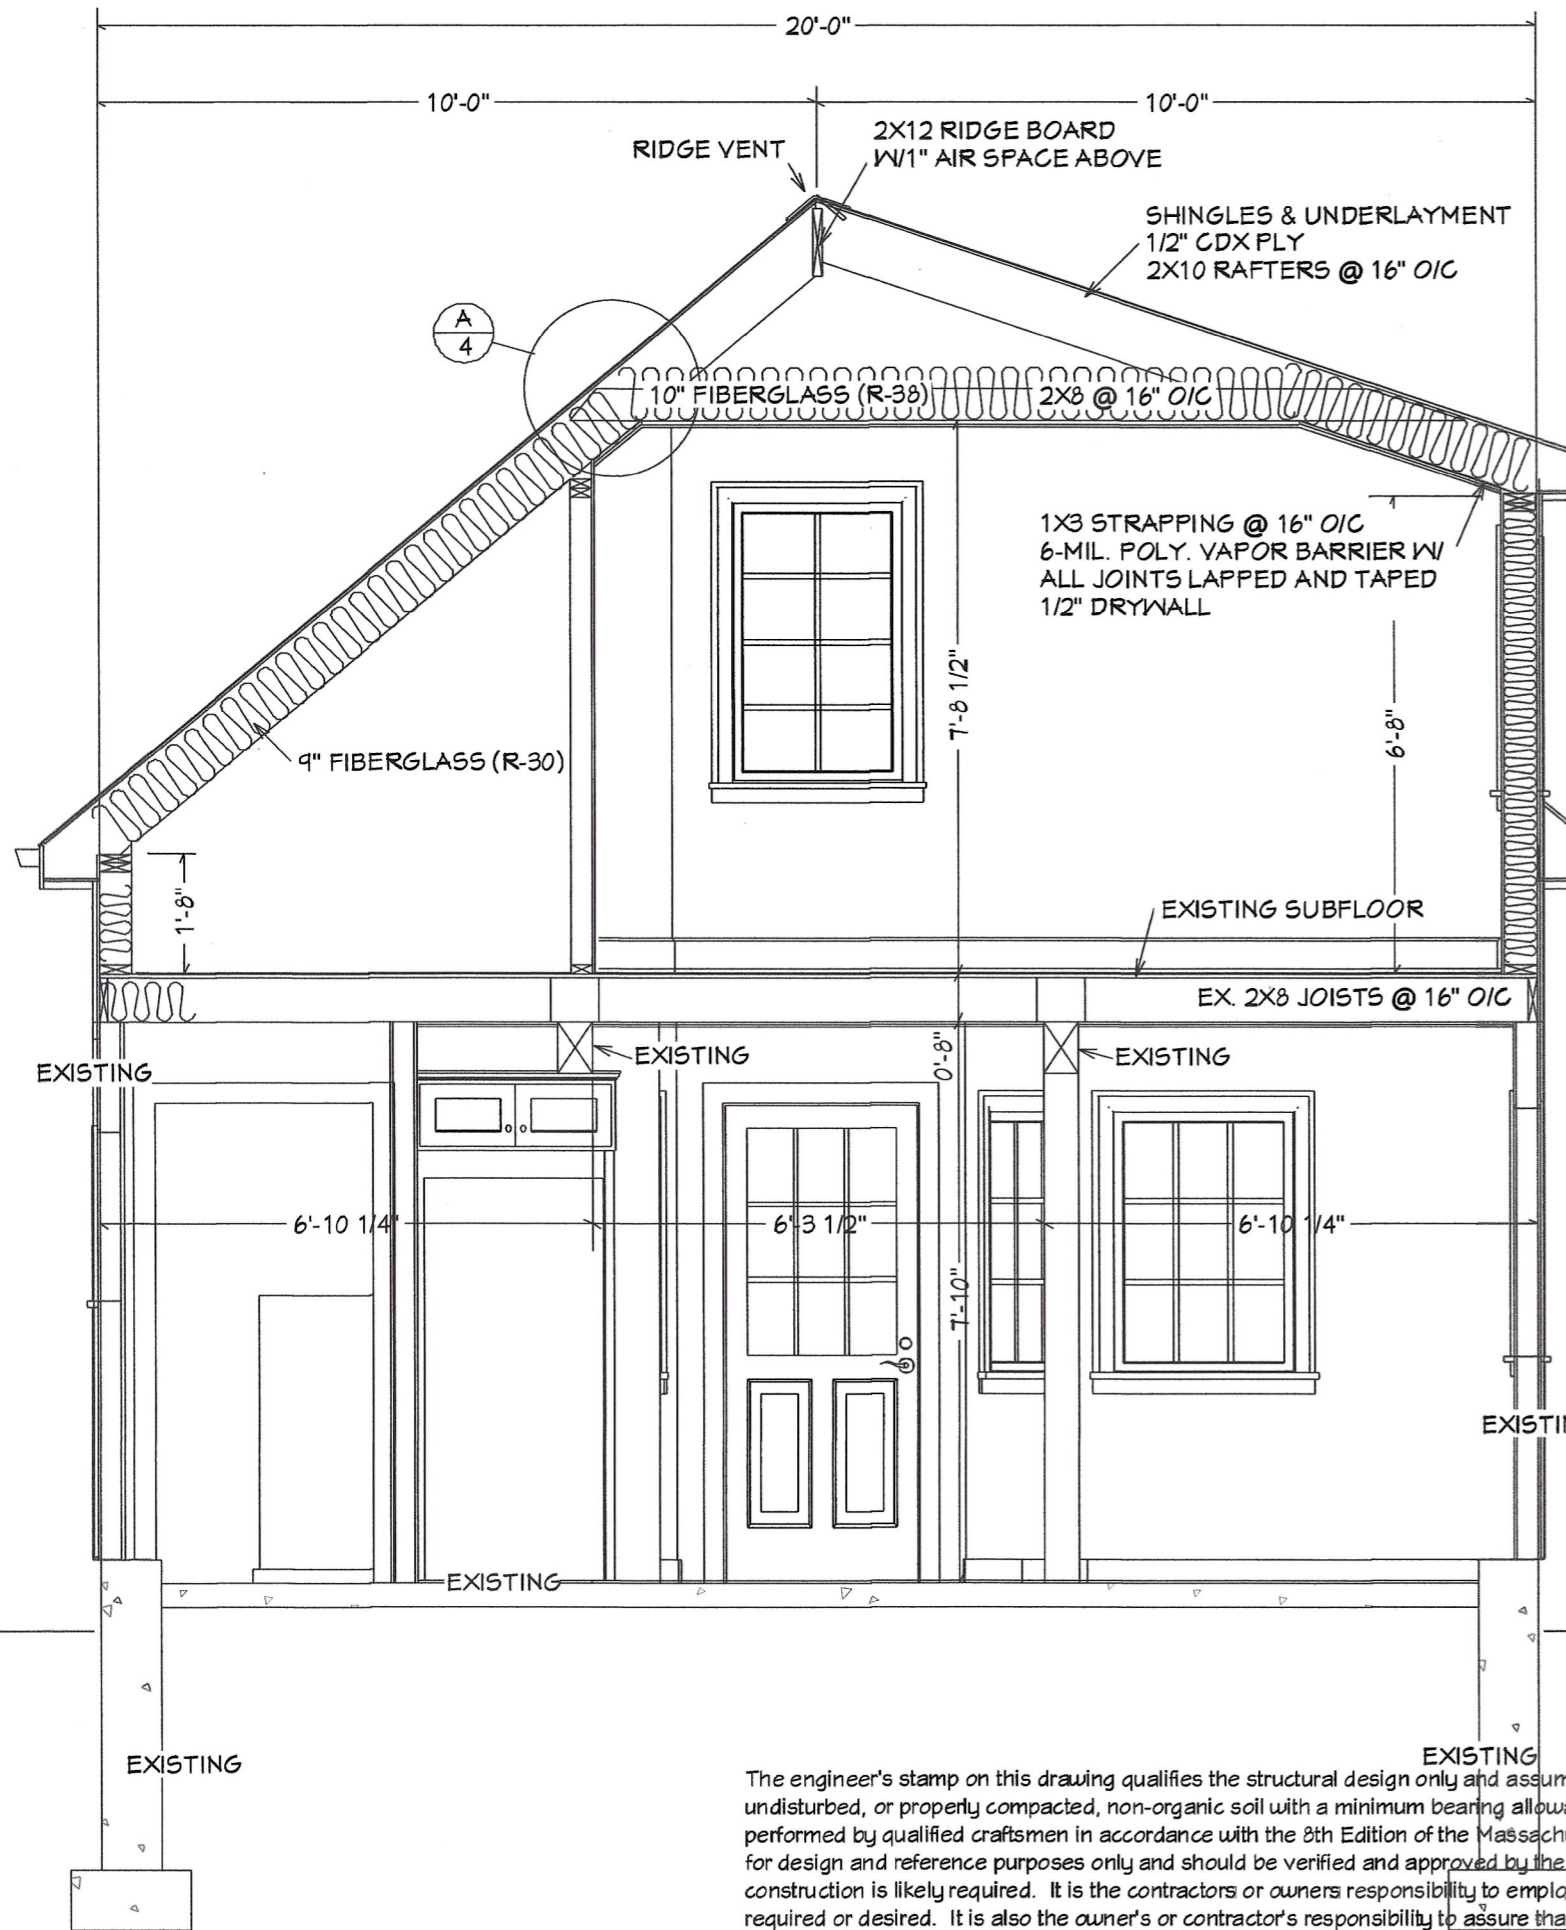 20'-0"
10'-0"
10'-0"
RIDGE VENT
2X12 RIDGE BOARD
W/1" AIR SPACE ABOVE
SHINGLES & UNDERLAYMENT
1/2" CDX PLY
2X10 RAFTERS @ 16" O/C
A
4
10" FIBERGLASS (R-38)
2X8 @ 16" O/C
1X3 STRAPPING @ 16" O/C
6-MIL. POLY. VAPOR BARRIER W/
ALL JOINTS LAPPED AND TAPED
1/2" DRYWALL
7'-8 1/2"
6'-8"
9" FIBERGLASS (R-30)
1'-8"
EXISTING SUBFLOOR
EX. 2X8 JOISTS @ 16" O/C
EXISTING
EXISTING
EXISTING
0'-8"
6'-10 1/4"
6'-3 1/2"
6'-10 1/4"
7'-10"
EXISTI
EXISTING
EXISTING
EXISTING
The engineer's stamp on this drawing qualifies the structural design only and assum
undisturbed, or properly compacted, non-organic soil with a minimum bearing allowa
performed by qualified craftsmen in accordance with the 8th Edition of the Massach
for design and reference purposes only and should be verified and approved by the
construction is likely required. It is the contractors or owners responsibility to emplo
required or desired. It is also the owner's or contractor's responsibility to assure tha